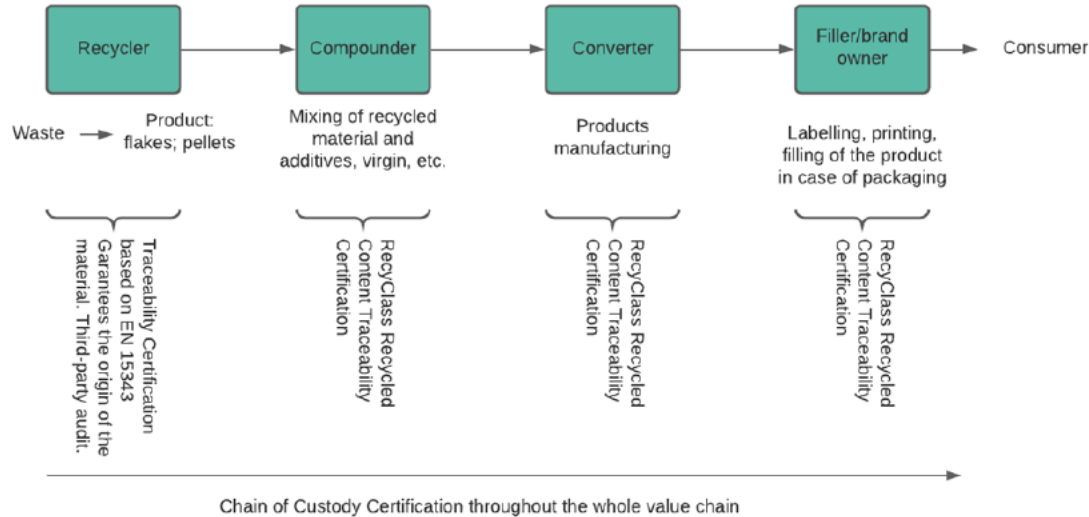 Recycler
Compounder
Converter
Filler/brand
owner
Consumer
Waste
Product:
flakes; pellets
Mixing of recycled
material and
additives, virgin, etc.
Products
manufacturing
Labelling, printing,
filling of the product
in case of packaging
Traceability Certification
based on EN 15343
Garantees the origin of the
material. Third-party audit.
RecyClass Recycled
Content Traceability
Certification
RecyClass Recycled
Content Traceability
Certification
RecyClass Recycled
Content Traceability
Certification
Chain of Custody Certification throughout the whole value chain